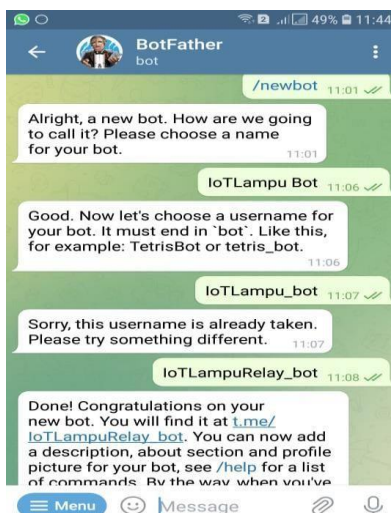 2 49% 11:44
BotFather
bot
/newbot 11:01
Alright, a new bot. How are we going
to call it? Please choose a name
for your bot. 11:01
IoTLampu Bot 11:06
Good. Now let's choose a username for
your bot. It must end in `bot`. Like this,
for example: TetrisBot or tetris_bot.
11:06
IoTLampu_bot 11:07
Sorry, this username is already taken.
Please try something different. 11:07
IoTLampuRelay_bot 11:08
Done! Congratulations on your
new bot. You will find it at t.me/
IoTLampuRelay_bot. You can now add
a description, about section and profile
picture for your bot, see /help for a list
of commands. By the way, when you've
Menu Message